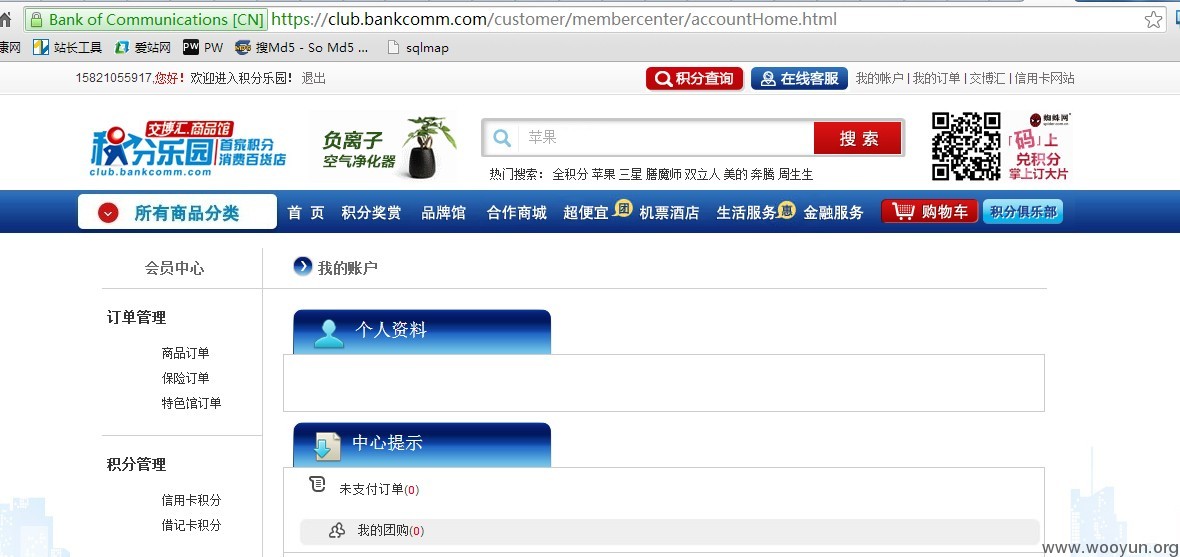 Bank of Communications [CN] https://club.bankcomm.com/customer/membercenter/accountHome.html
康网 站长工具 爱站网 PW PW 搜Md5 - So Md5 ... sqlmap
15821055917,您好！欢迎进入积分乐园！ 退出 积分查询 在线客服 我的帐户 | 我的订单 | 交博汇 | 信用卡网站
交博汇.商品馆
积分乐园 首家积分消费百货店
club.bankcomm.com
负离子
空气净化器
苹果 搜 索
热门搜索： 全积分 苹果 三星 膳魔师 双立人 美的 奔腾 周生生
蜘蛛网
「码」上
兑积分
掌上订大片
所有商品分类 首 页 积分奖赏 品牌馆 合作商城 超便宜 团 机票酒店 生活服务 惠 金融服务 购物车 积分俱乐部
会员中心
我的账户
订单管理
商品订单
保险订单
特色馆订单
积分管理
信用卡积分
借记卡积分
个人资料
中心提示
未支付订单(0)
我的团购(0)
www.wooyun.org